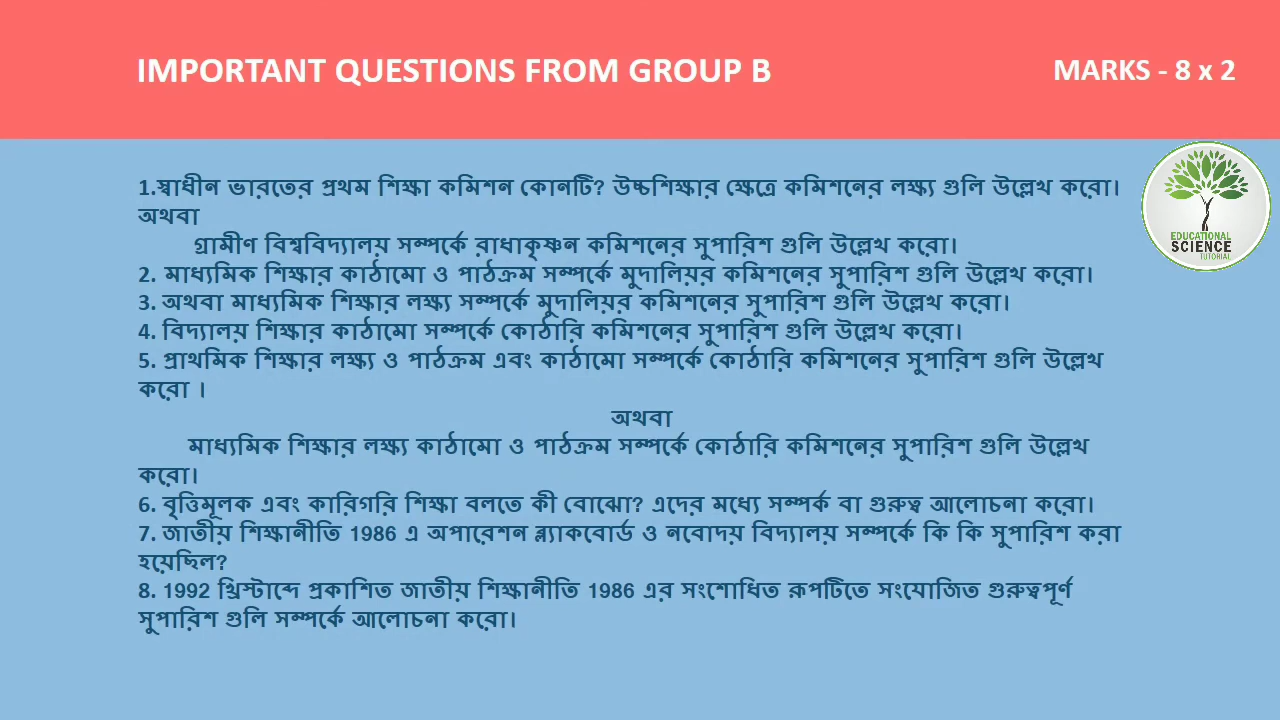 IMPORTANT QUESTIONS FROM GROUP B
MARKS - 8 x 2
EDUCATIONAL
SCIENCE
TUTORIAL
1.স্বাধীন ভারতের প্রথম শিক্ষা কমিশন কোনটি? উচ্চশিক্ষার ক্ষেত্রে কমিশনের লক্ষ্য গুলি উল্লেখ করো।
অথবা
গ্রামীণ বিশ্ববিদ্যালয় সম্পর্কে রাধাকৃষ্ণন কমিশনের সুপারিশ গুলি উল্লেখ করো।
2. মাধ্যমিক শিক্ষার কাঠামো ও পাঠক্রম সম্পর্কে মুদালিয়র কমিশনের সুপারিশ গুলি উল্লেখ করো।
3. অথবা মাধ্যমিক শিক্ষার লক্ষ্য সম্পর্কে মুদালিয়র কমিশনের সুপারিশ গুলি উল্লেখ করো।
4. বিদ্যালয় শিক্ষার কাঠামো সম্পর্কে কোঠারি কমিশনের সুপারিশ গুলি উল্লেখ করো।
5. প্রাথমিক শিক্ষার লক্ষ্য ও পাঠক্রম এবং কাঠামো সম্পর্কে কোঠারি কমিশনের সুপারিশ গুলি উল্লেখ
করো ।
অথবা
মাধ্যমিক শিক্ষার লক্ষ্য কাঠামো ও পাঠক্রম সম্পর্কে কোঠারি কমিশনের সুপারিশ গুলি উল্লেখ
করো।
6. বৃত্তিমূলক এবং কারিগরি শিক্ষা বলতে কী বোঝো? এদের মধ্যে সম্পর্ক বা গুরুত্ব আলোচনা করো।
7. জাতীয় শিক্ষানীতি 1986 এ অপারেশন ব্ল্যাকবোর্ড ও নবোদয় বিদ্যালয় সম্পর্কে কি কি সুপারিশ করা
হয়েছিল?
8. 1992 খ্রিস্টাব্দে প্রকাশিত জাতীয় শিক্ষানীতি 1986 এর সংশোধিত রূপটিতে সংযোজিত গুরুত্বপূর্ণ
সুপারিশ গুলি সম্পর্কে আলোচনা করো।